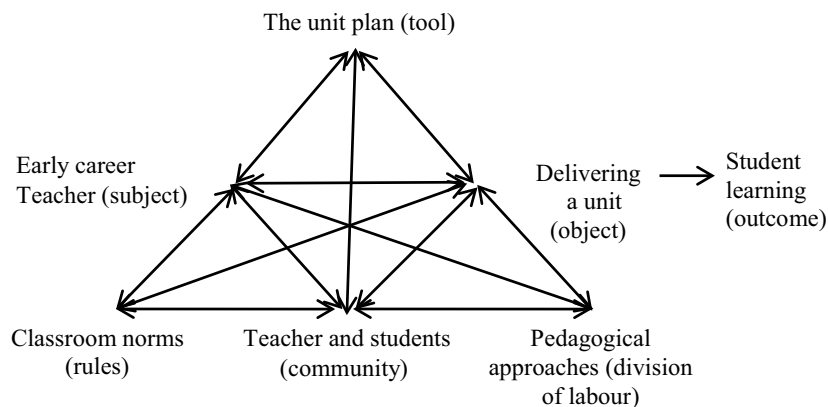 The unit plan (tool)
Early career
Teacher (subject)
Delivering
a unit
(object)
Student
learning
(outcome)
Classroom norms
(rules)
Teacher and students
(community)
Pedagogical
approaches (division
of labour)